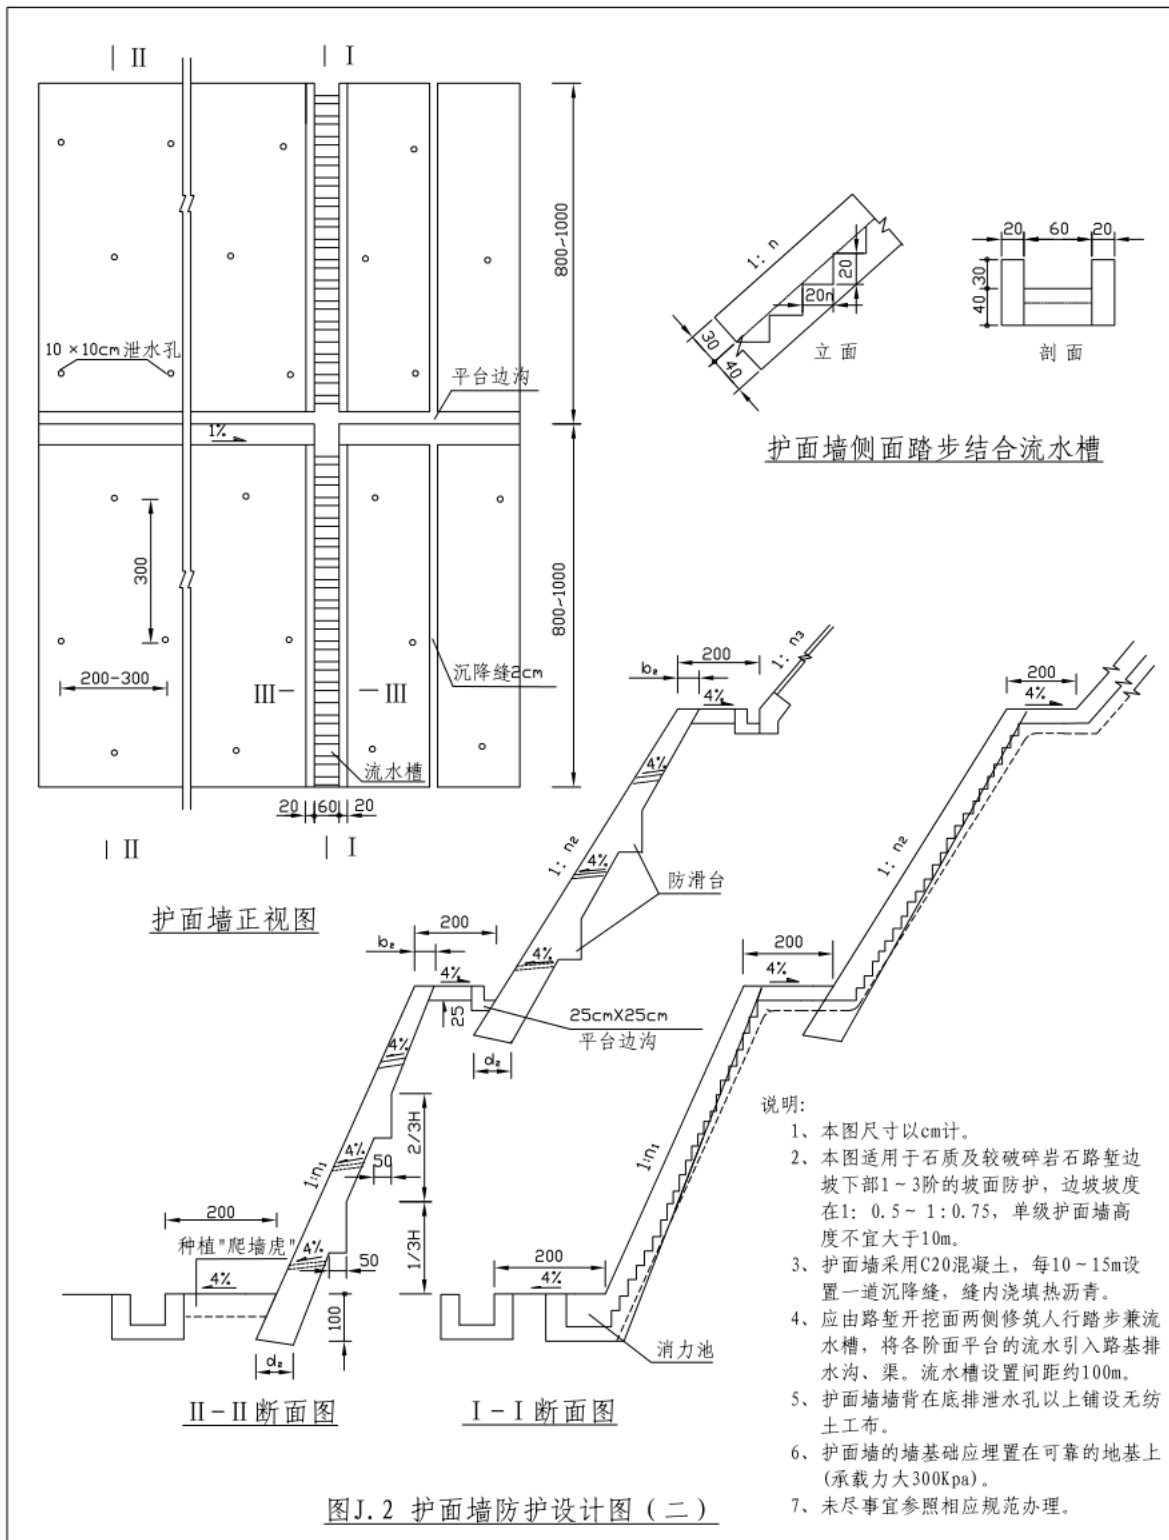 II
I
800~1000
10×10cm泄水孔
平台边沟
1%
300
800~1000
200-300
III
III
沉降缝2cm
流水槽
20
60
20
II
I
护面墙正视图
1: n
20
20n
30
40
立面
20
60
20
30
40
剖面
护面墙侧面踏步结合流水槽
b₂
200
1: n₃
4%
4%
1: n₂
4%
防滑台
4%
b₂
200
4%
25
25cmX25cm
平台边沟
d₂
4%
2/3H
4%
50
1:n₁
200
种植"爬墙虎"
4%
4%
50
1/3H
100
d₂
II-II断面图
200
4%
1: n₂
200
4%
1:n₁
200
4%
消力池
I-I断面图
说明:
1、本图尺寸以cm计。
2、本图适用于石质及较破碎岩石路堑边
坡下部1~3阶的坡面防护，边坡坡度
在1: 0.5~ 1:0.75，单级护面墙高
度不宜大于10m。
3、护面墙采用C20混凝土，每10~15m设
置一道沉降缝，缝内浇填热沥青。
4、应由路堑开挖面两侧修筑人行踏步兼流
水槽，将各阶面平台的流水引入路基排
水沟、渠。流水槽设置间距约100m。
5、护面墙墙背在底排泄水孔以上铺设无纺
土工布。
6、护面墙的墙基础应埋置在可靠的地基上
(承载力大300Kpa)。
7、未尽事宜参照相应规范办理。
图J.2 护面墙防护设计图（二）